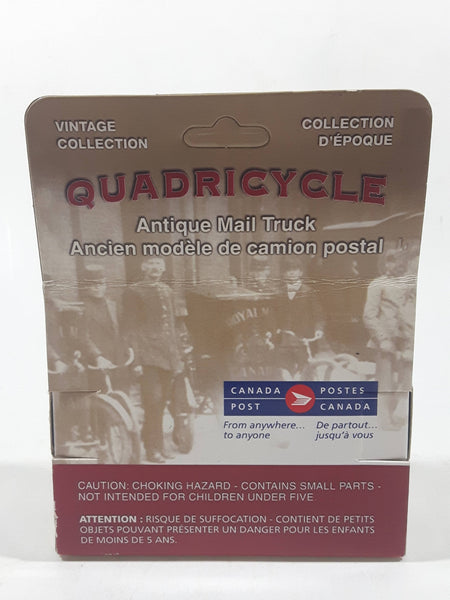 VINTAGE
COLLECTION
COLLECTION
D'ÉPOQUE
QUADRICYCLE
Antique Mail Truck
Ancien modèle de camion postal
ROYAL M
CANADA
POST
POSTES
CANADA
From anywhere...
to anyone
De partout...
jusqu'à vous
CAUTION: CHOKING HAZARD - CONTAINS SMALL PARTS -
NOT INTENDED FOR CHILDREN UNDER FIVE.
ATTENTION : RISQUE DE SUFFOCATION - CONTIENT DE PETITS
OBJETS POUVANT PRÉSENTER UN DANGER POUR LES ENFANTS
DE MOINS DE 5 ANS.